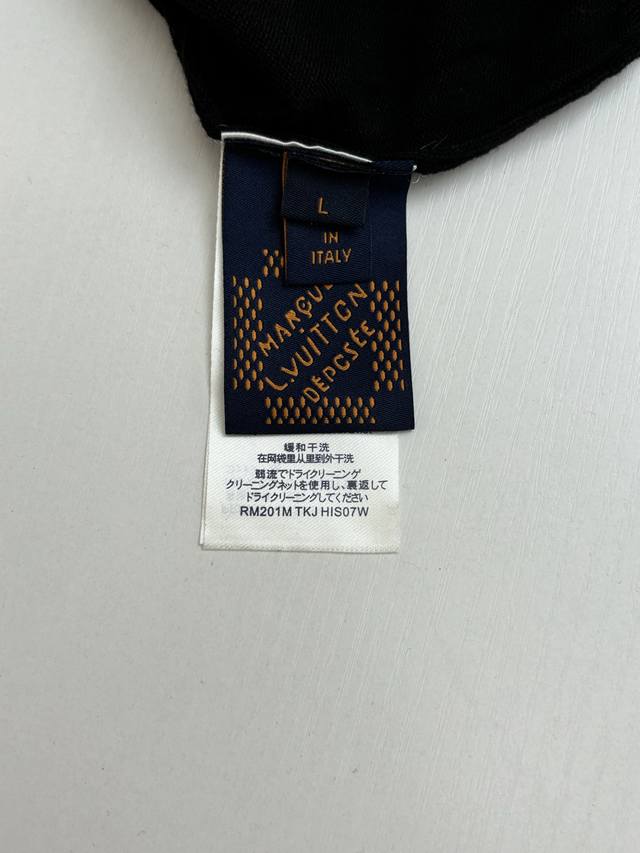 L
IN
ITALY
MARQUE
L.VUITTON
DÉPOSÉE
缓和干洗
在网袋里从里到外干洗
弱流でドライクリーニング
クリーニングネットを使用し、裏返して
ドライクリーニングしてください
RM201M TKJ HIS07W